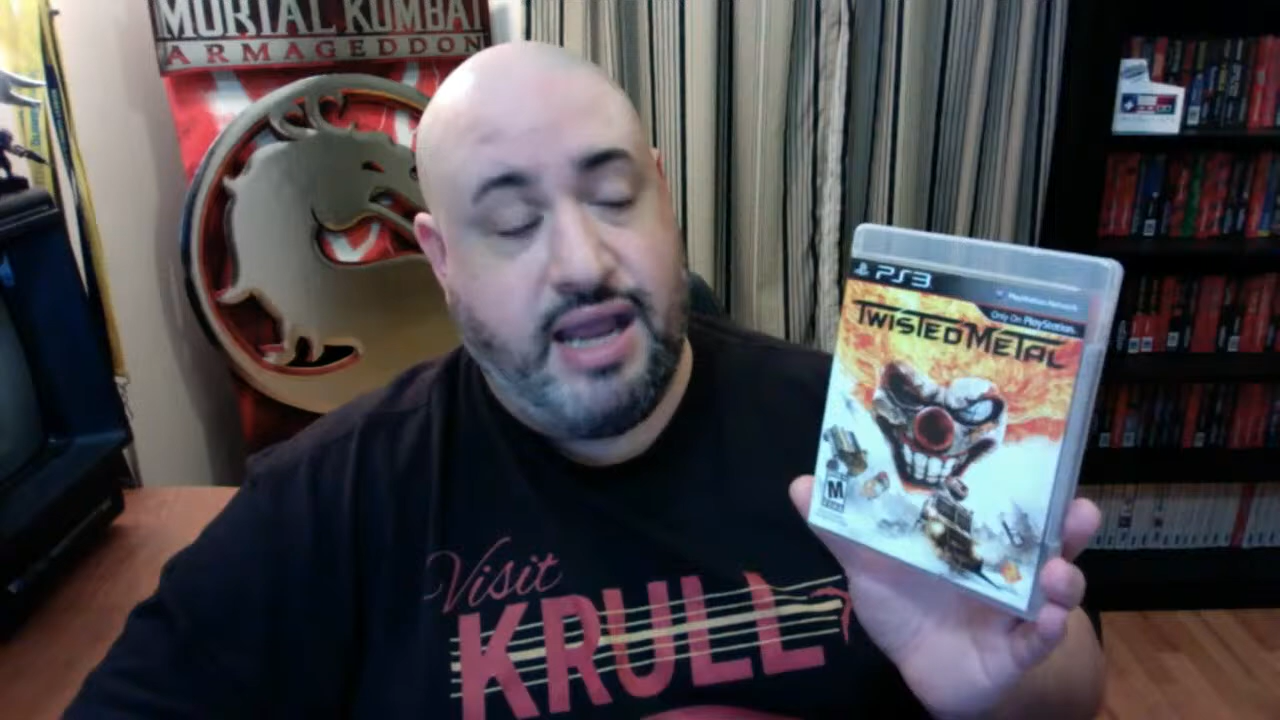 MORTAL KOMBAT
ARMAGEDDON
PS3
PlayStation Network
Only On PlayStation
TWISTED METAL
M
Visit
KRULL